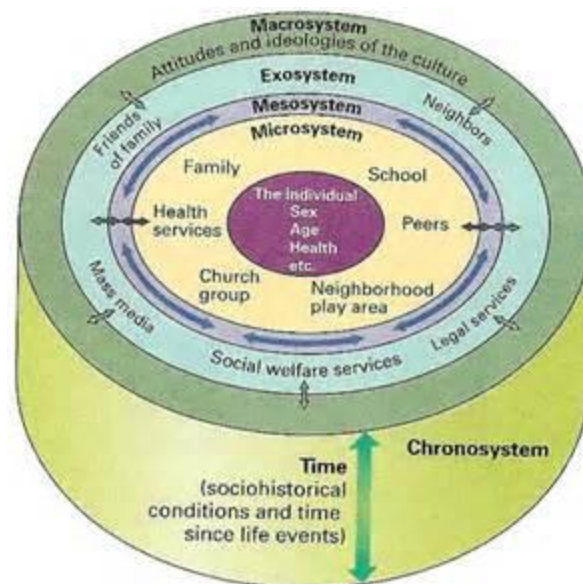 Macrosystem
Attitudes and ideologies of the culture
Exosystem
Mesosystem
Microsystem
Friends
of family
Neighbors
Family
School
The Individual
Sex
Age
Health
etc.
Health
services
Peers
Church
group
Neighborhood
play area
Mass media
Social welfare services
Legal services
Chronosystem
Time
(sociohistorical
conditions and time
since life events)